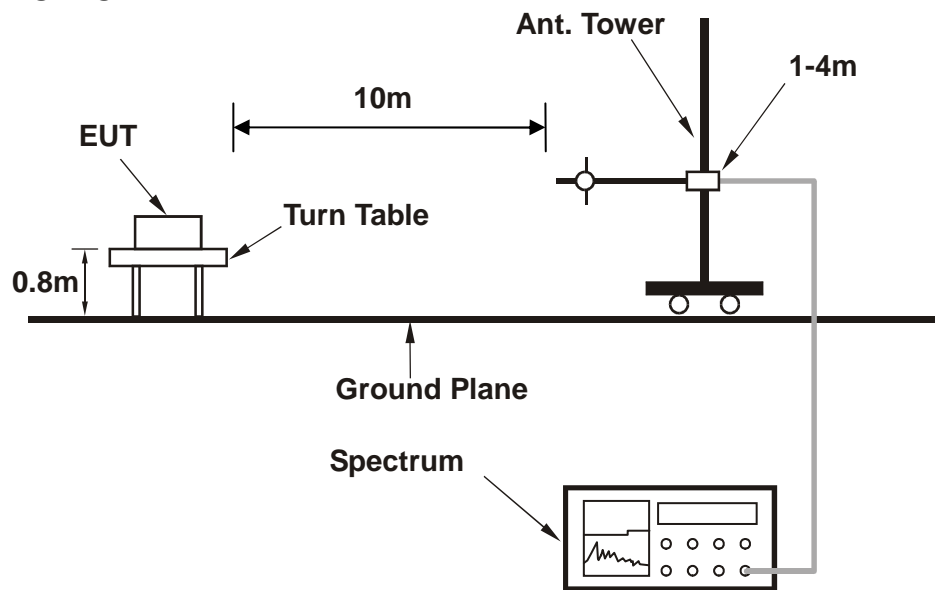 Ant. Tower
1-4m
10m
EUT
Turn Table
0.8m
Ground Plane
Spectrum